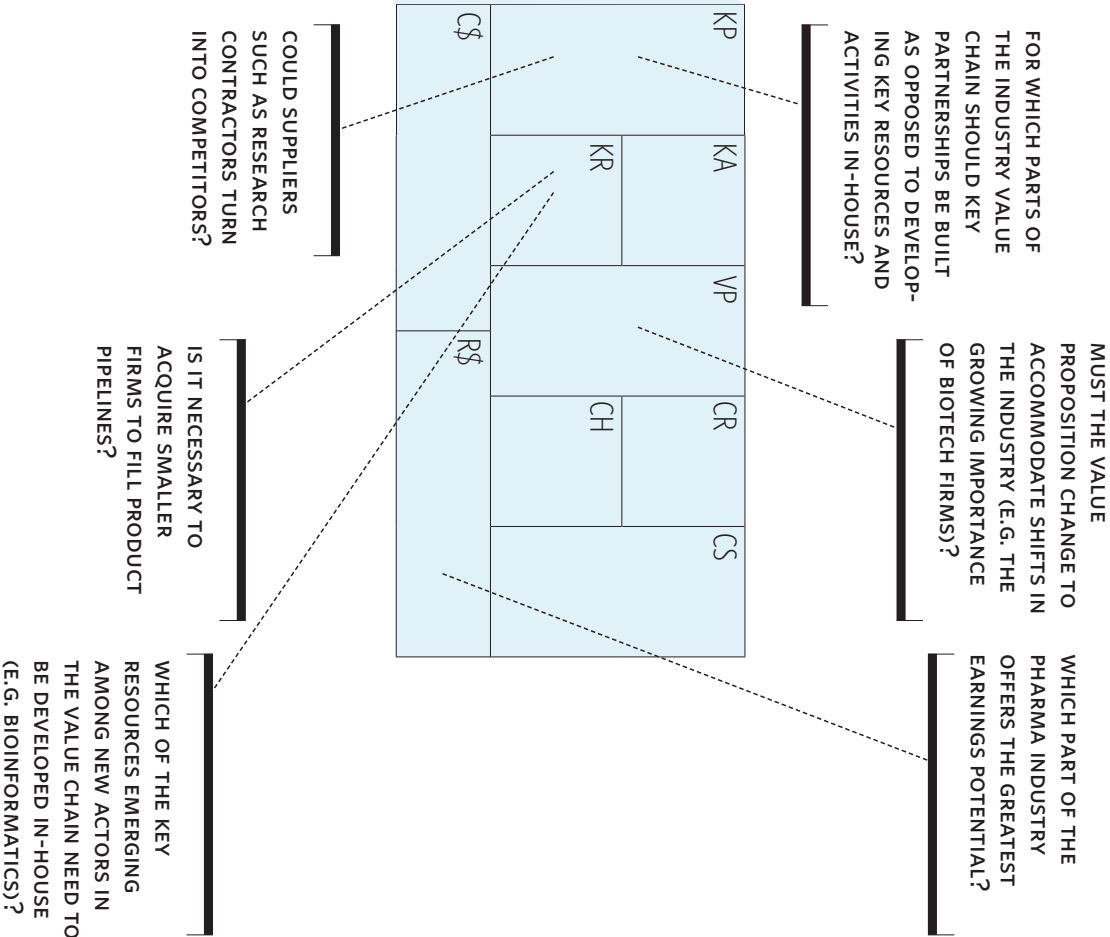 FOR WHICH PARTS OF
THE INDUSTRY VALUE
CHAIN SHOULD KEY
PARTNERSHIPS BE BUILT
AS OPPOSED TO DEVELOP-
ING KEY RESOURCES AND
ACTIVITIES IN-HOUSE?
MUST THE VALUE
PROPOSITION CHANGE TO
ACCOMMODATE SHIFTS IN
THE INDUSTRY (E.G. THE
GROWING IMPORTANCE
OF BIOTECH FIRMS)?
WHICH PART OF THE
PHARMA INDUSTRY
OFFERS THE GREATEST
EARNINGS POTENTIAL?
KP
KA
VP
CR
CS
KR
CH
C$
R$
COULD SUPPLIERS
SUCH AS RESEARCH
CONTRACTORS TURN
INTO COMPETITORS?
IS IT NECESSARY TO
ACQUIRE SMALLER
FIRMS TO FILL PRODUCT
PIPELINES?
WHICH OF THE KEY
RESOURCES EMERGING
AMONG NEW ACTORS IN
THE VALUE CHAIN NEED TO
BE DEVELOPED IN-HOUSE
(E.G. BIOINFORMATICS)?